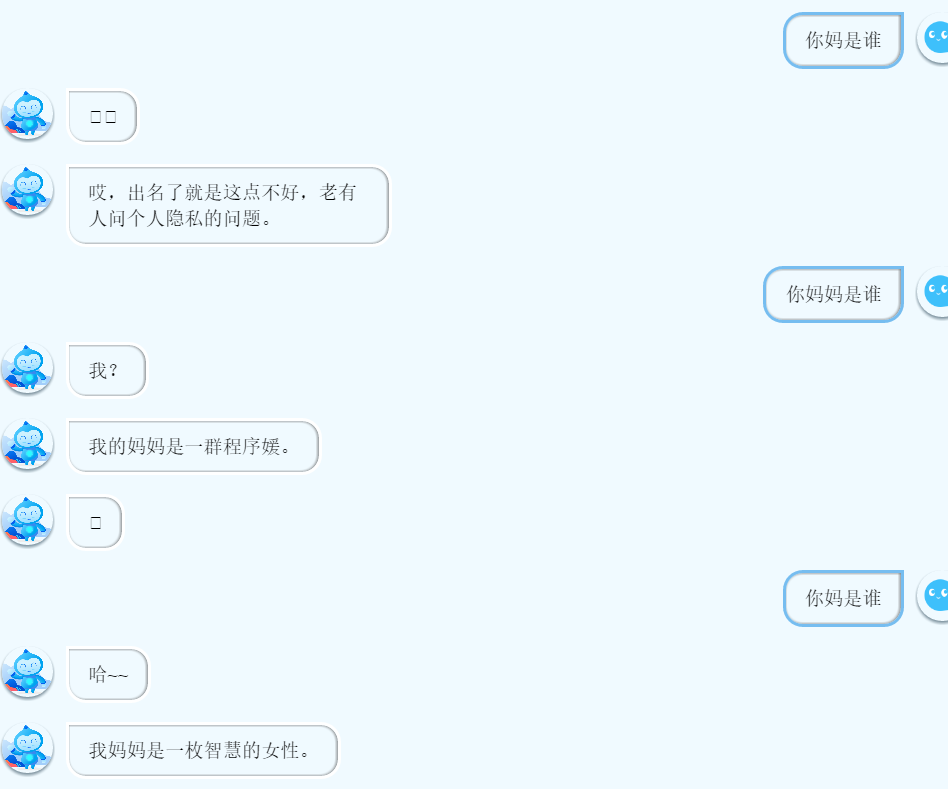 你妈是谁
哎，出名了就是这点不好，老有
人问个人隐私的问题。
你妈妈是谁
我？
我的妈妈是一群程序媛。
你妈是谁
哈~~
我妈妈是一枚智慧的女性。